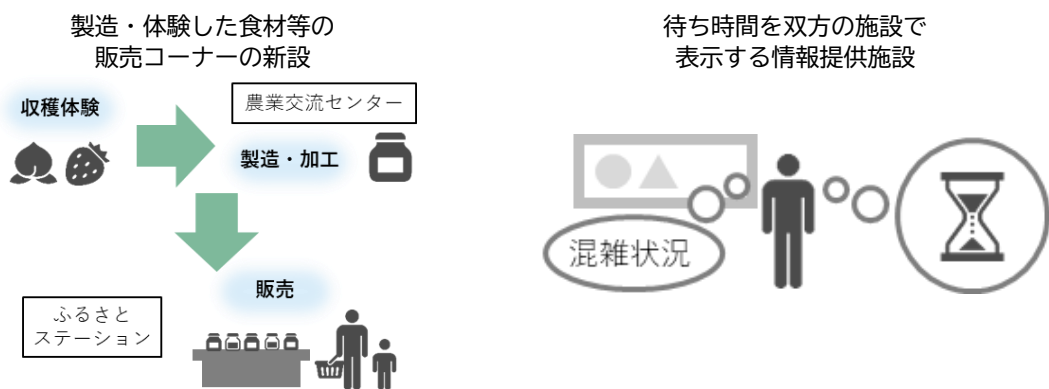 製造・体験した食材等の
販売コーナーの新設
収穫体験
農業交流センター
製造・加工
販売
ふるさと
ステーション
待ち時間を双方の施設で
表示する情報提供施設
混雑状況